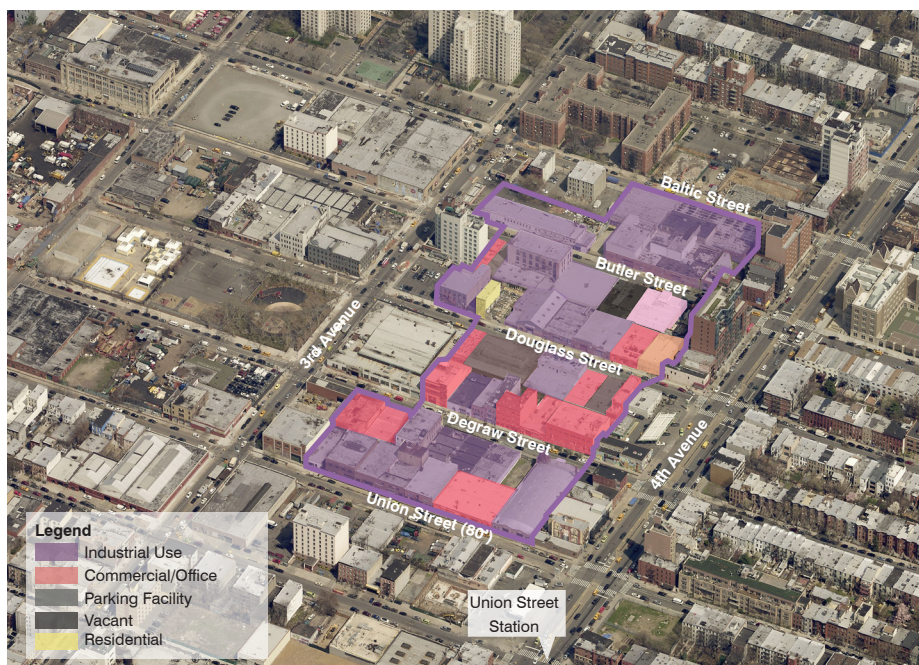 Baltic Street
Butler Street
3rd Avenue
Douglass Street
Degraw Street
4th Avenue
Union Street (80')
Legend
Industrial Use
Commercial/Office
Parking Facility
Vacant
Residential
Union Street
Station